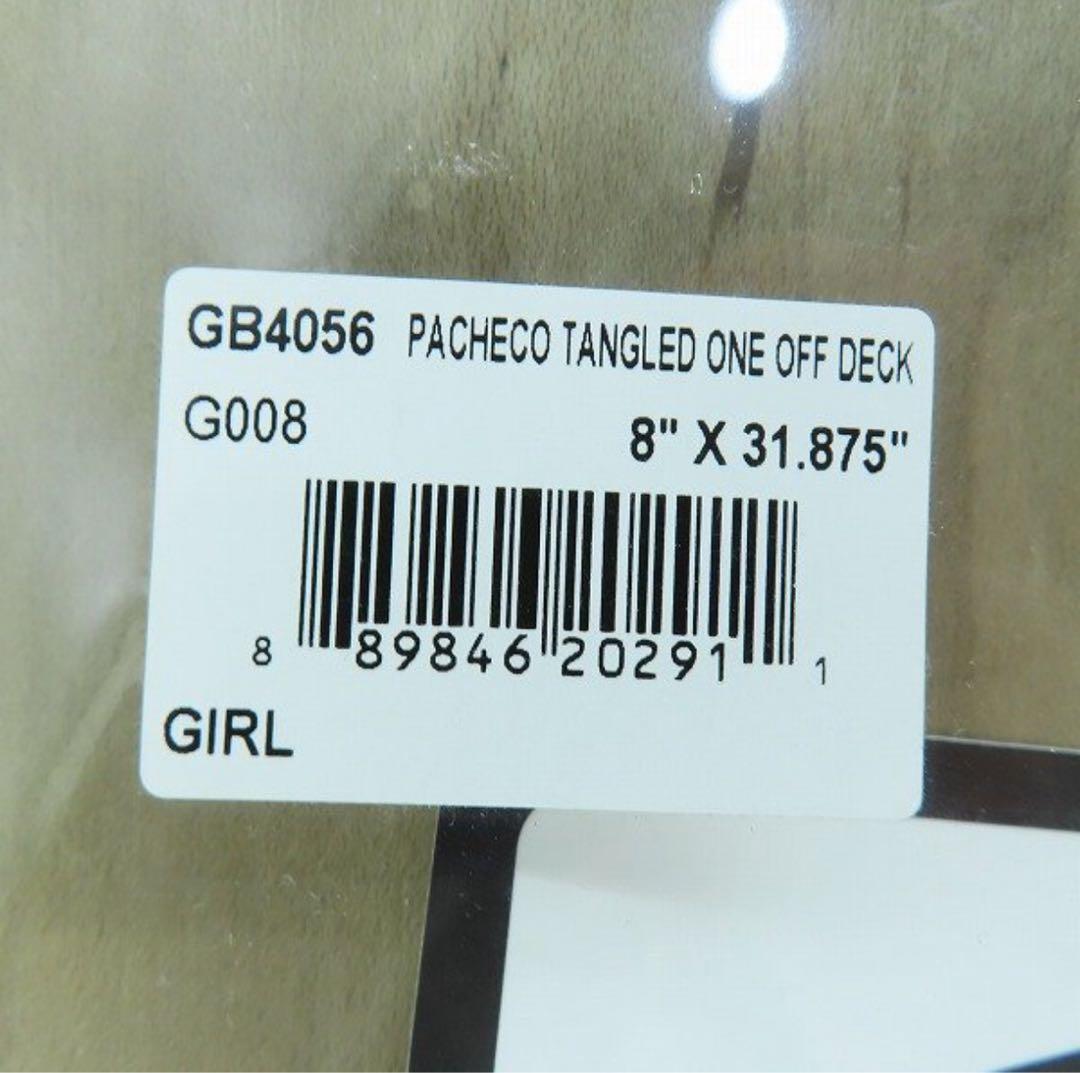 GB4056 PACHECO TANGLED ONE OFF DECK
G008 8" X 31.875"
8 89846 20291 1
GIRL